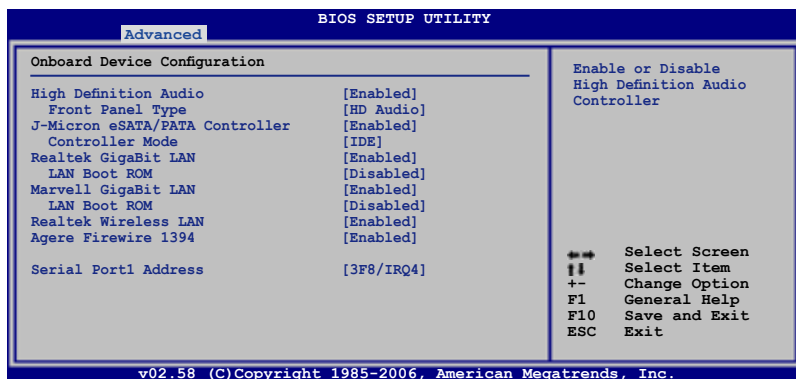 BIOS SETUP UTILITY
Advanced
Onboard Device Configuration
High Definition Audio [Enabled]
Front Panel Type [HD Audio]
J-Micron eSATA/PATA Controller [Enabled]
Controller Mode [IDE]
Realtek GigaBit LAN [Enabled]
LAN Boot ROM [Disabled]
Marvell GigaBit LAN [Enabled]
LAN Boot ROM [Disabled]
Realtek Wireless LAN [Enabled]
Agere Firewire 1394 [Enabled]
Serial Port1 Address [3F8/IRQ4]
Enable or Disable
High Definition Audio
Controller
←→ Select Screen
↑↓ Select Item
+- Change Option
F1 General Help
F10 Save and Exit
ESC Exit
v02.58 (C)Copyright 1985-2006, American Megatrends, Inc.